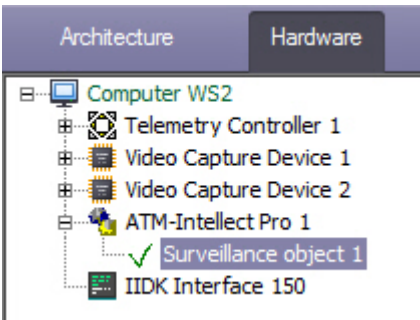 Architecture Hardware
Computer WS2
Telemetry Controller 1
Video Capture Device 1
Video Capture Device 2
ATM-Intellect Pro 1
Surveillance object 1
IIDK Interface 150